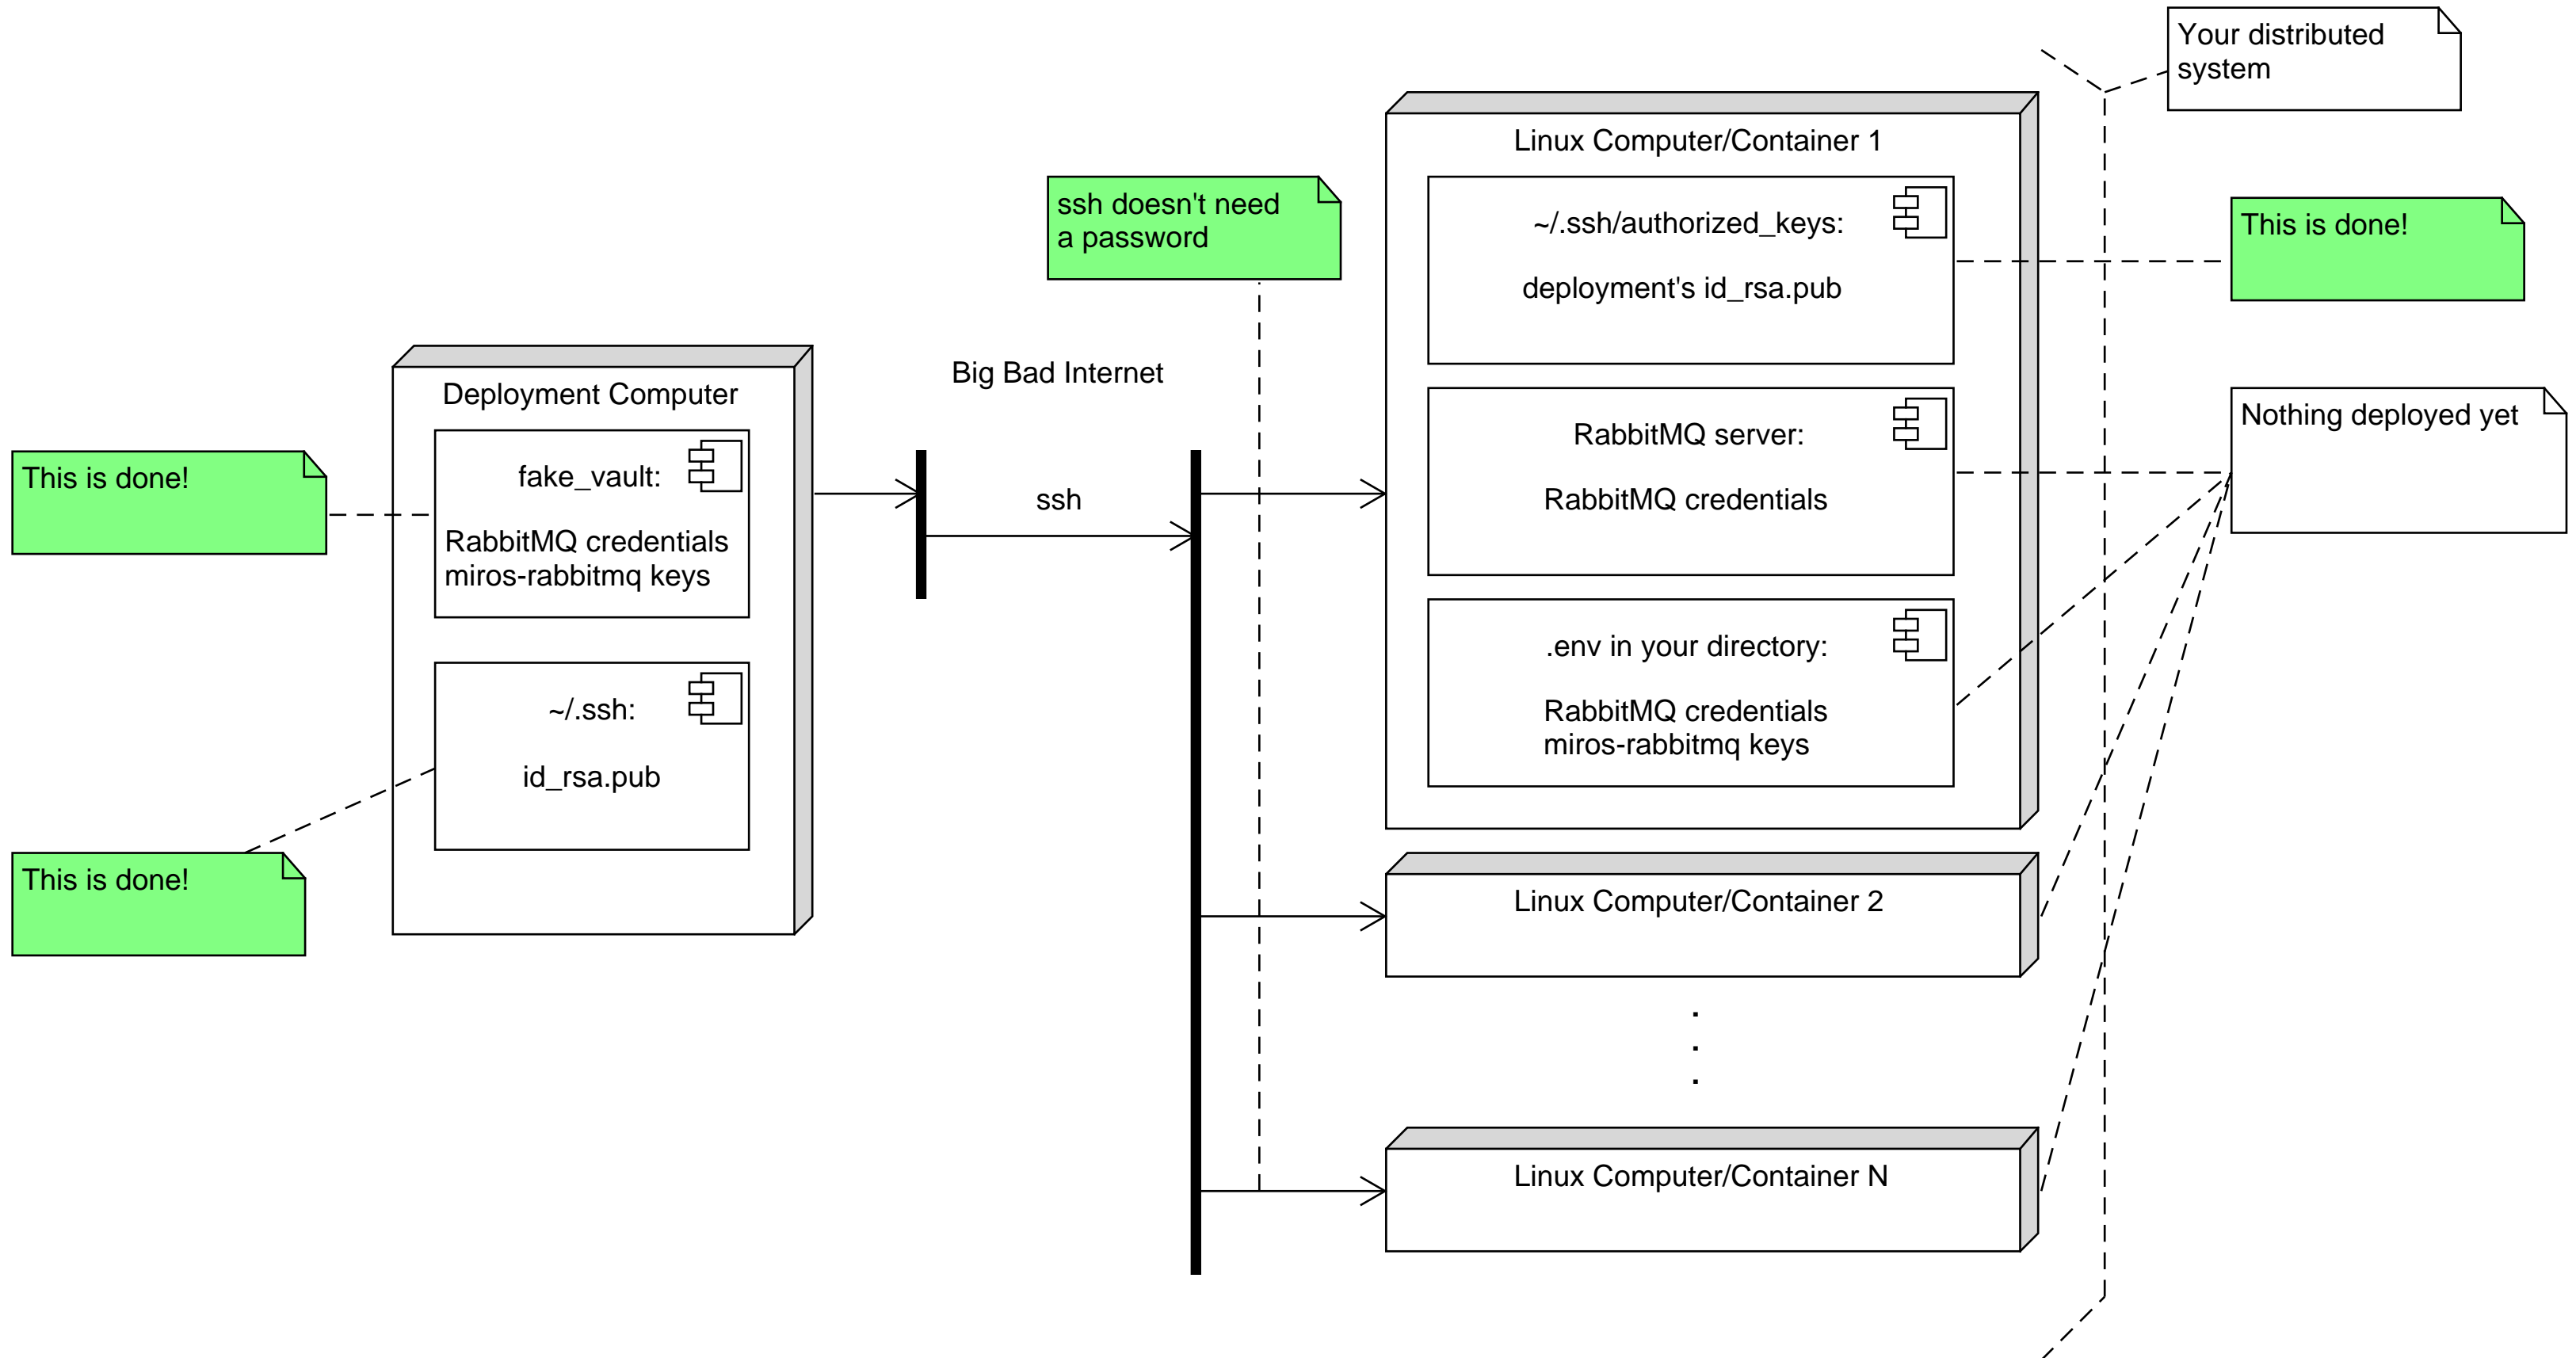 Your distributed
system
Linux Computer/Container 1
ssh doesn't need
a password
~/.ssh/authorized_keys:
deployment's id_rsa.pub
This is done!
Big Bad Internet
Deployment Computer
Nothing deployed yet
This is done!
fake_vault:
RabbitMQ credentials
miros-rabbitmq keys
ssh
RabbitMQ server:
RabbitMQ credentials
.env in your directory:
RabbitMQ credentials
miros-rabbitmq keys
~/.ssh:
id_rsa.pub
This is done!
Linux Computer/Container 2
.
.
.
Linux Computer/Container N